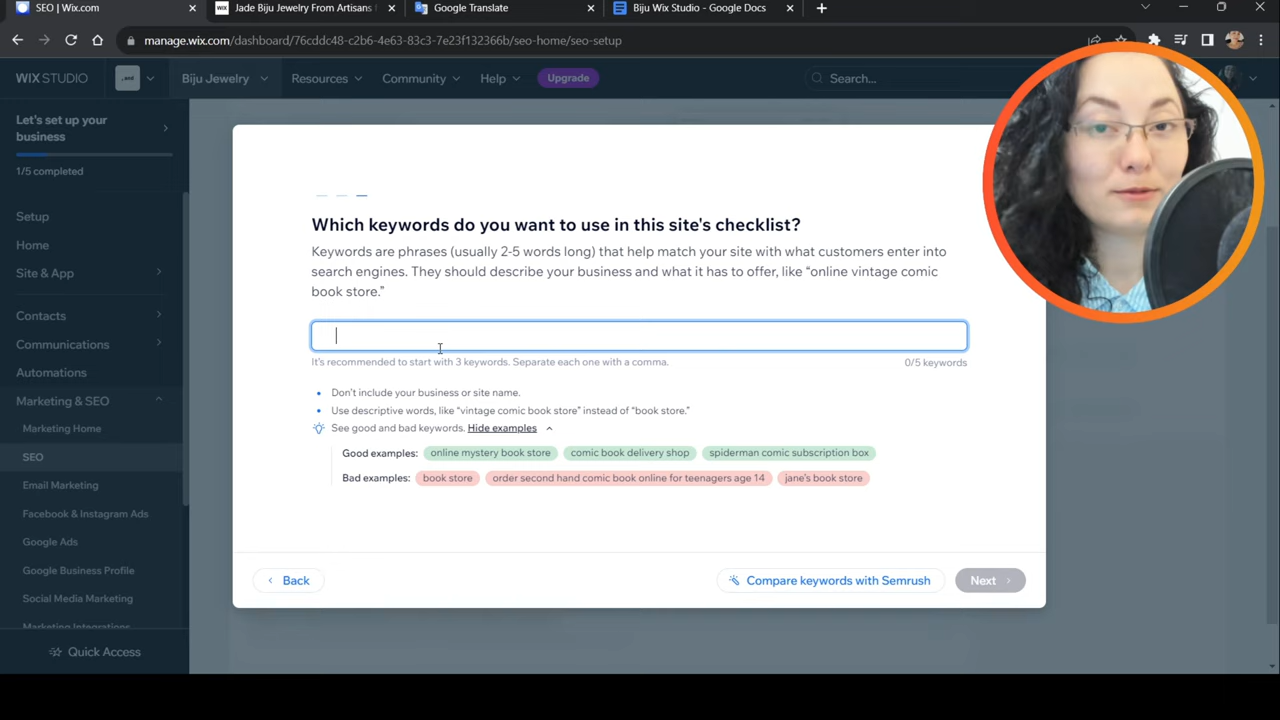 SEO | Wix.com
Jade Biju Jewelry From Artisans
Google Translate
Biju Wix Studio - Google Docs
manage.wix.com/dashboard/76cddc48-c2b6-4e63-83c3-7e23f132366b/seo-home/seo-setup
WIX STUDIO
Biju Jewelry
Resources
Community
Help
Upgrade
Search...
Let's set up your
business
1/5 completed
Setup
Home
Site & App
Contacts
Communications
Automations
Marketing & SEO
Marketing Home
SEO
Email Marketing
Facebook & Instagram Ads
Google Ads
Google Business Profile
Social Media Marketing
Marketing Integrations
Quick Access
Which keywords do you want to use in this site's checklist?
Keywords are phrases (usually 2-5 words long) that help match your site with what customers enter into
search engines. They should describe your business and what it has to offer, like “online vintage comic
book store.”
It's recommended to start with 3 keywords. Separate each one with a comma.
0/5 keywords
Don't include your business or site name.
Use descriptive words, like “vintage comic book store” instead of “book store.”
See good and bad keywords. Hide examples
Good examples: online mystery book store comic book delivery shop spiderman comic subscription box
Bad examples: book store order second hand comic book online for teenagers age 14 jane's book store
Back
Compare keywords with Semrush
Next